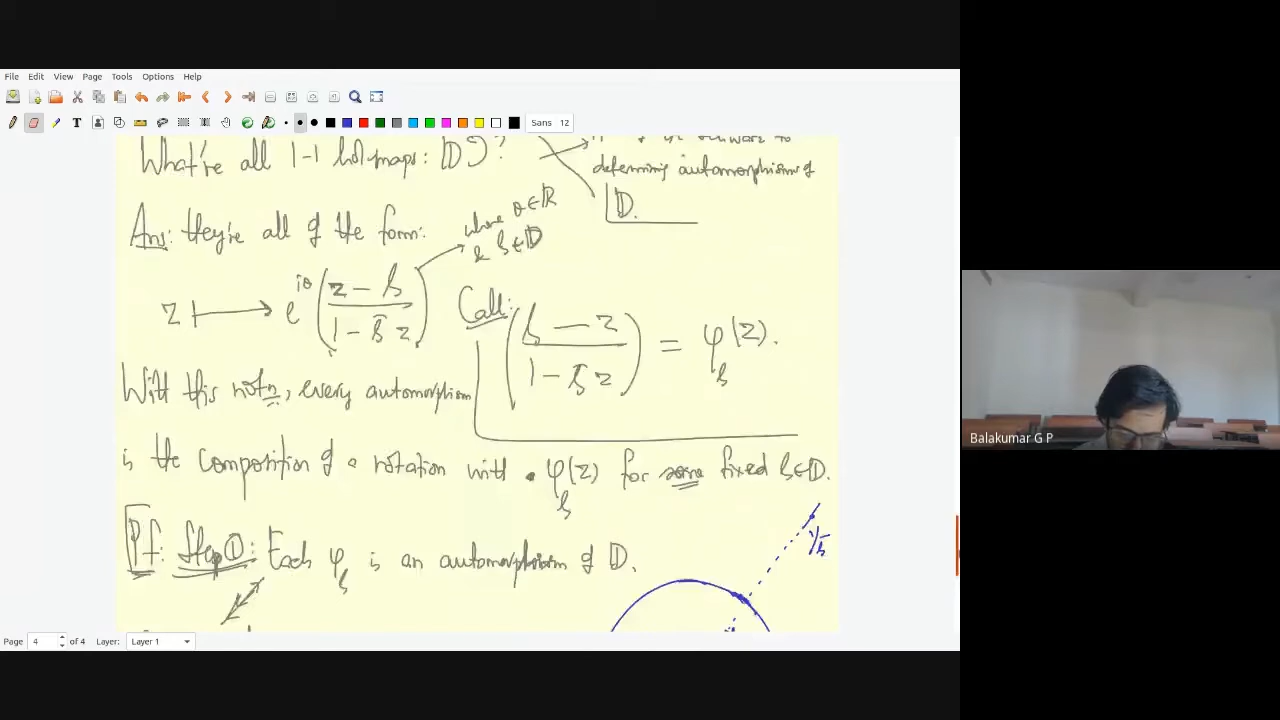 File Edit View Page Tools Options Help
Sans 12
What're all 1-1 hol. maps: 𝔻 ?
determining automorphisms of
𝔻.
Ans: they're all of the form:
where θ∈ℝ
& ζ∈𝔻
z ⟼ e^{iθ} ( (z − ζ) / (1 − ζ̄ z) )
Call: ( (ζ − z) / (1 − ζ̄ z) ) = φ_ζ(z).
With this notn, every automorphism
is the composition of a rotation with φ_ζ(z) for some fixed ζ∈𝔻.
Pf: Step ①: Each φ_ζ is an automorphism of 𝔻.
1/ζ̄
Page 4 of 4 Layer: Layer 1
Balakumar G P